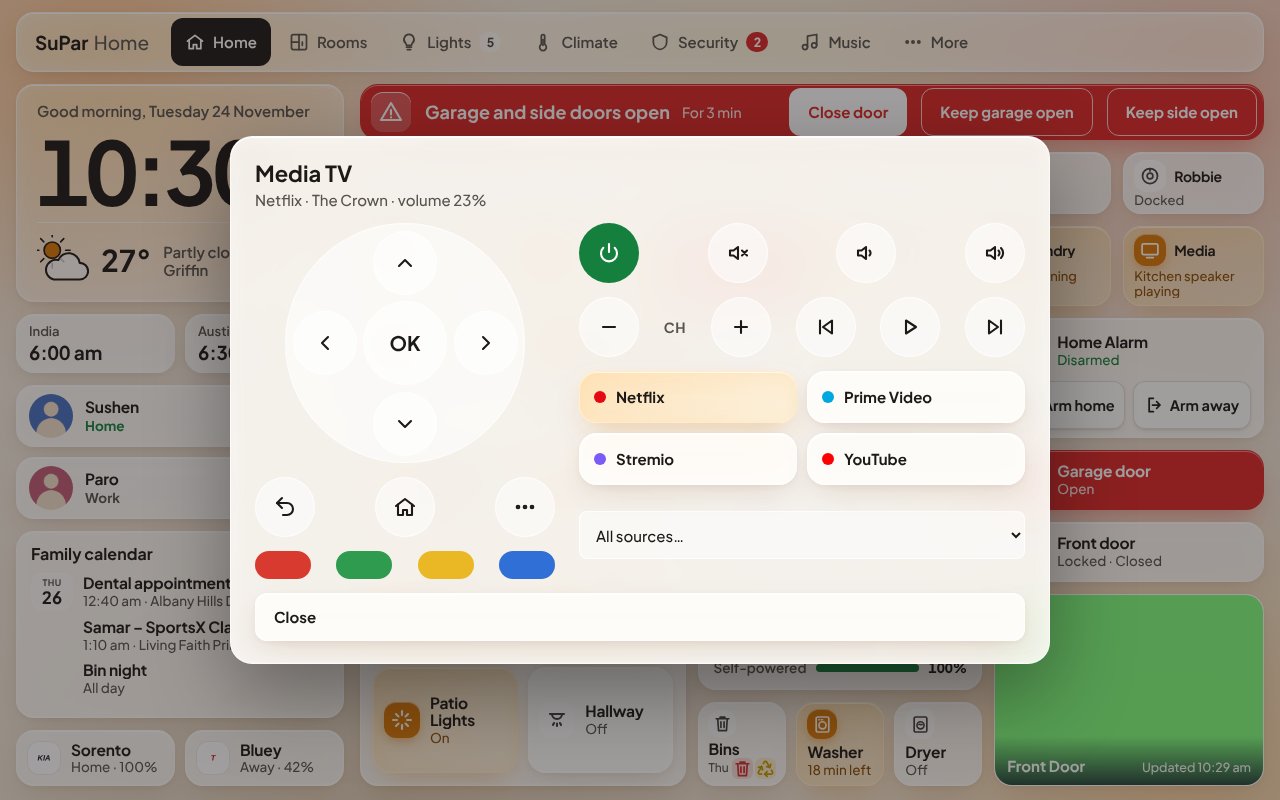 SuPar Home
Home
Rooms
Lights 5
Climate
Security 2
Music
More
Good morning, Tuesday 24 November
10:30
27°
Partly clo
Griffin
India
6:00 am
Austi
6:3
Sushen
Home
Paro
Work
Family calendar
THU
26
Dental appointment
12:40 am · Albany Hills D
Samar – SportsX Cla
1:10 am · Living Faith Pri
Bin night
All day
Sorento
Home · 100%
KIA
Bluey
Away · 42%
T
Garage and side doors open For 3 min
Close door
Keep garage open
Keep side open
Media TV
Netflix · The Crown · volume 23%
OK
CH
Netflix
Prime Video
Stremio
YouTube
All sources...
Close
Robbie
Docked
ndry
ning
Media
Kitchen speaker
playing
Home Alarm
Disarmed
Arm home
Arm away
Garage door
Open
Front door
Locked · Closed
Self-powered 100%
Patio
Lights
On
Hallway
Off
Bins
Thu
Washer
18 min left
Dryer
Off
Front Door
Updated 10:29 am